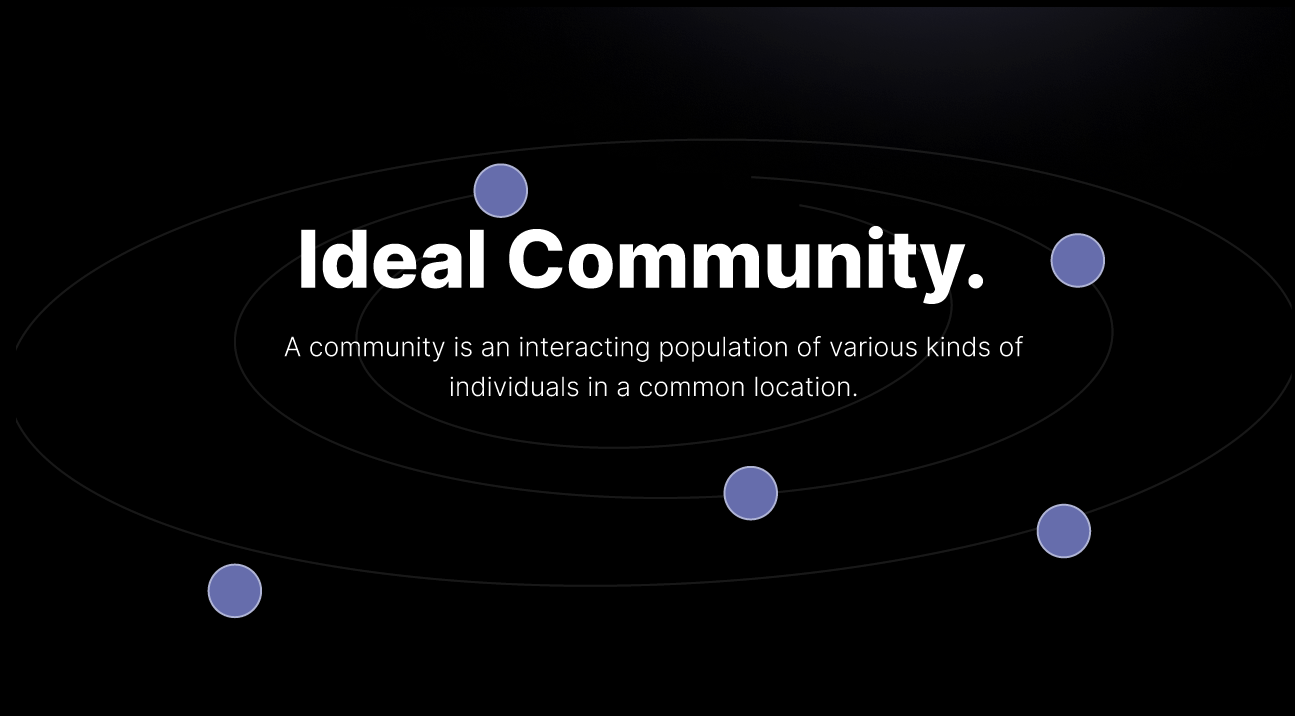 Ideal Community.
A community is an interacting population of various kinds of
individuals in a common location.